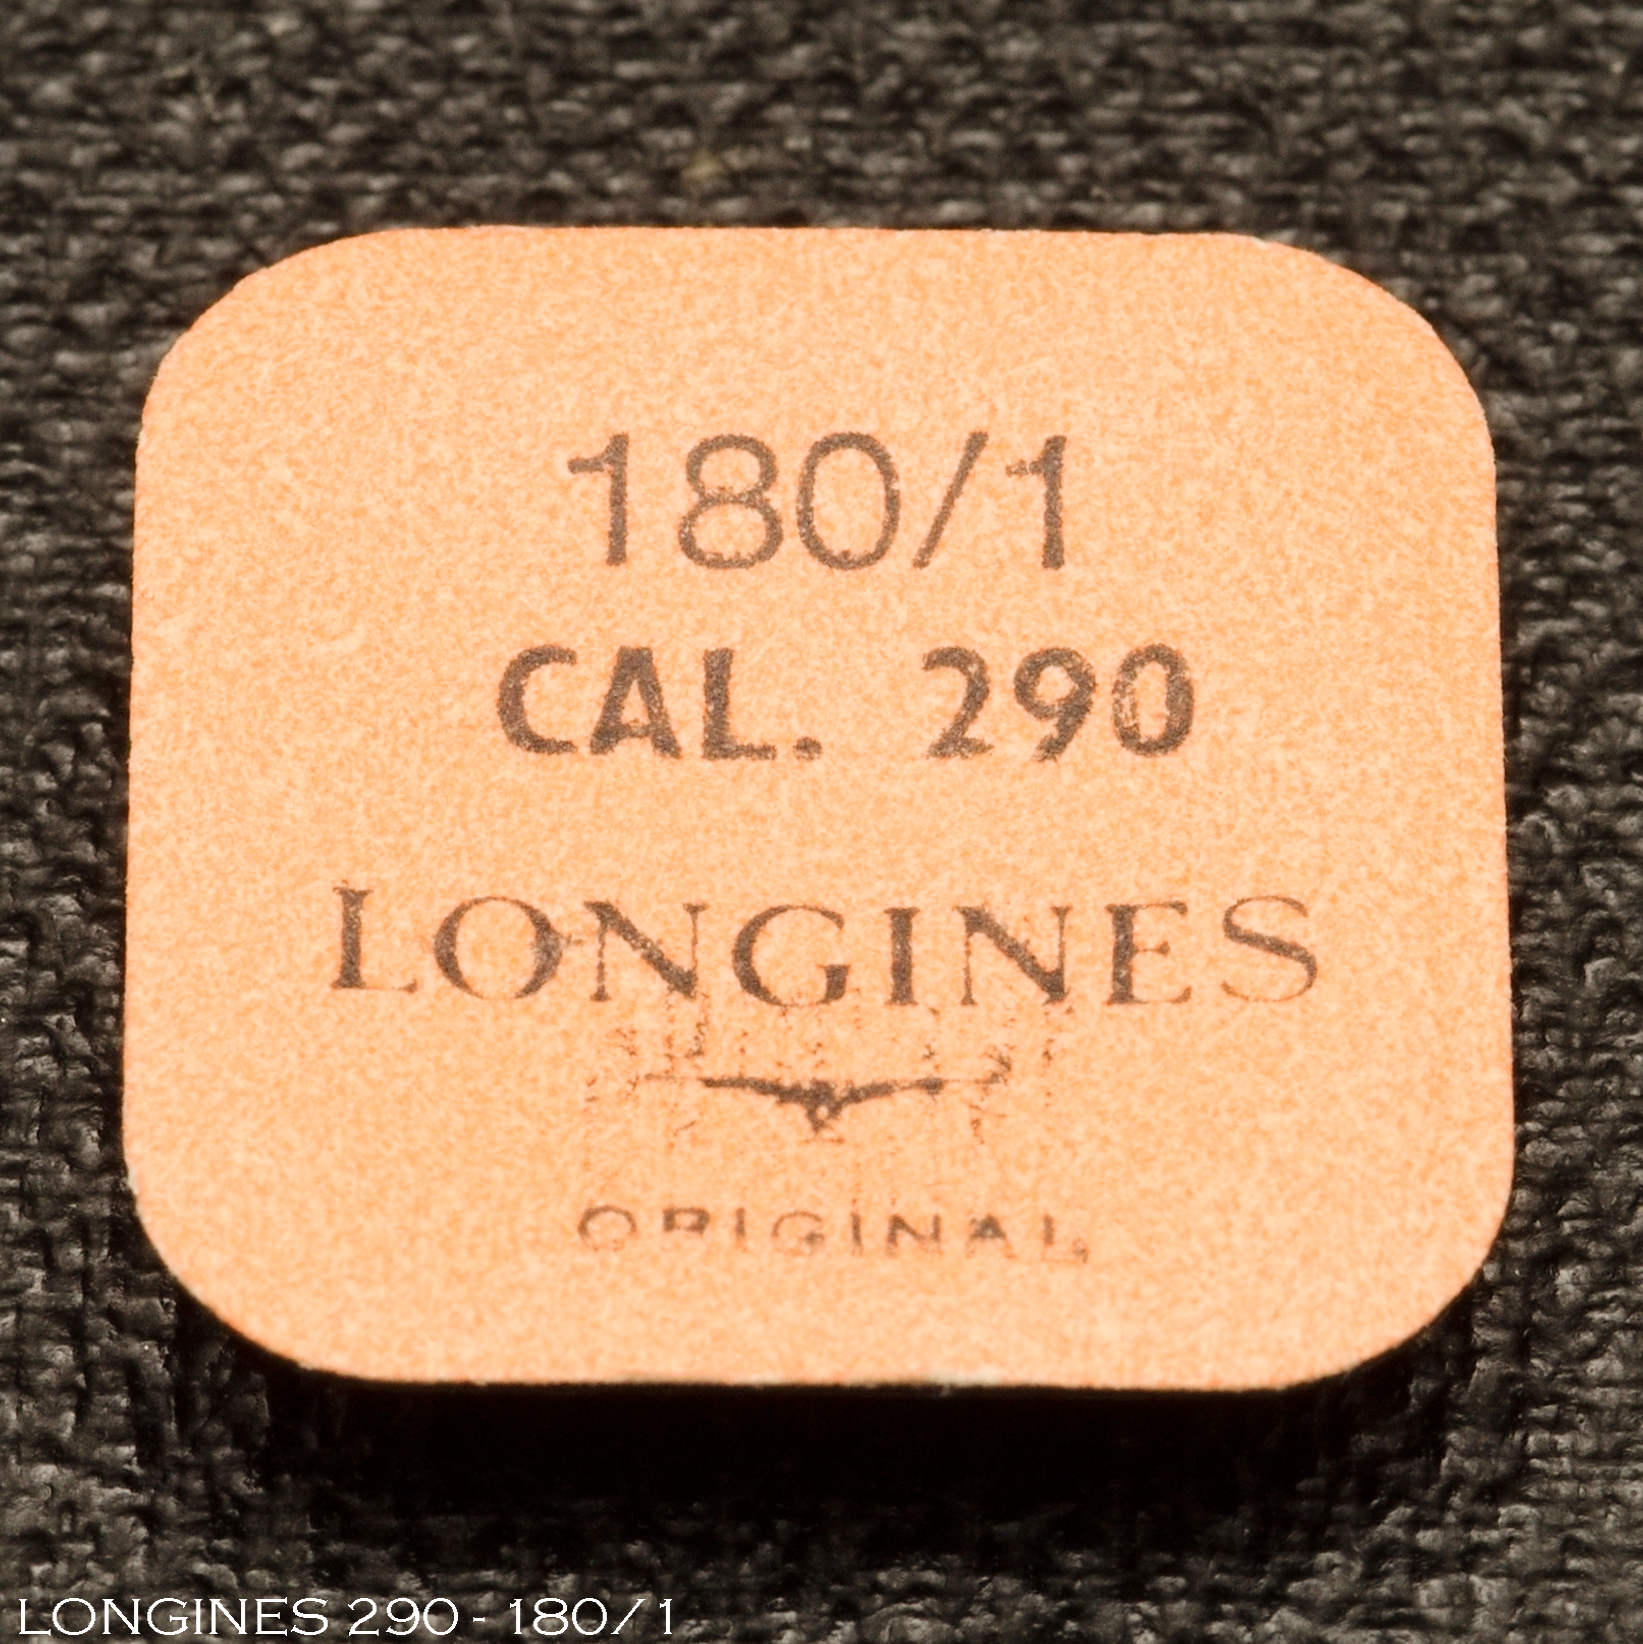 180/1
CAL. 290
LONGINES
ORIGINAL
LONGINES 290 - 180/1